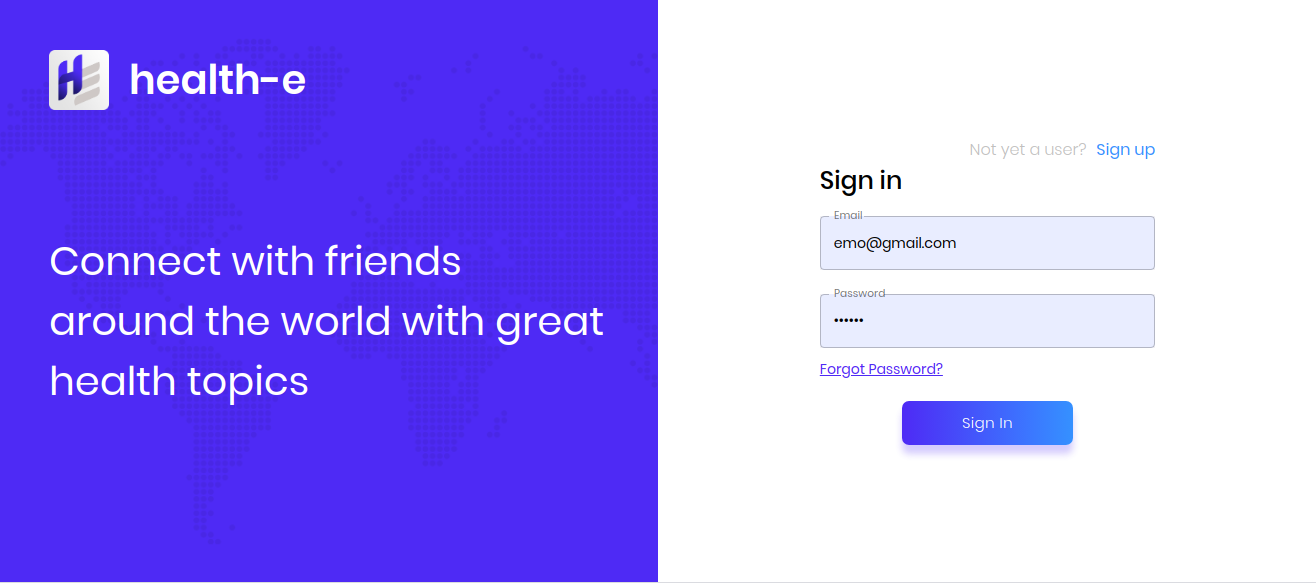 HE
health-e
Connect with friends
around the world with great
health topics
Not yet a user? Sign up
Sign in
Email
emo@gmail.com
Password
••••••
Forgot Password?
Sign In